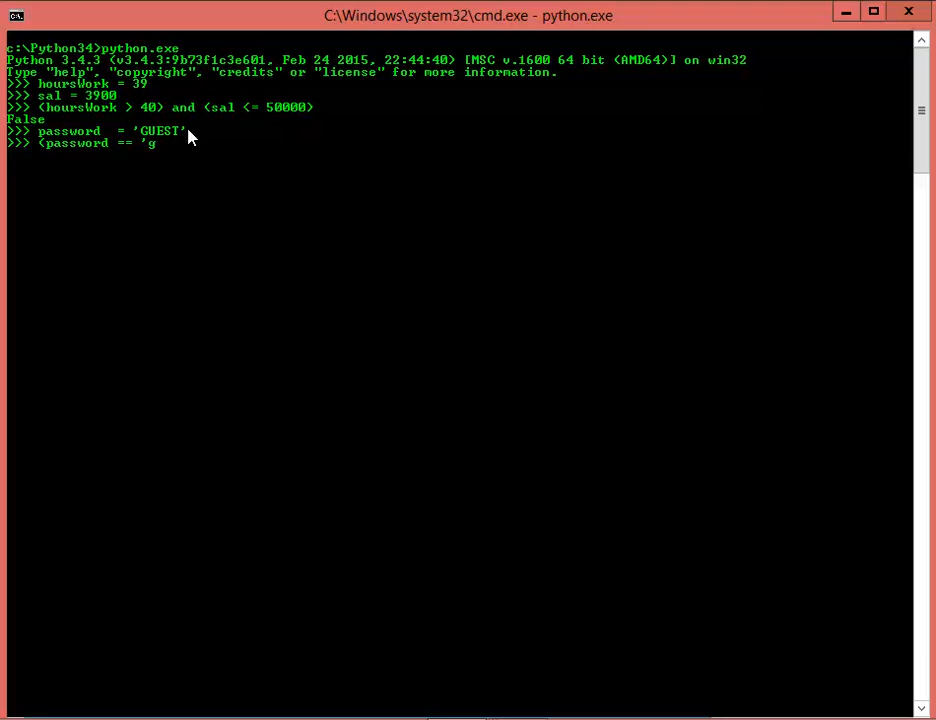 C:\Windows\system32\cmd.exe - python.exe
c:\Python34>python.exe
Python 3.4.3 (v3.4.3:9b73f1c3e601, Feb 24 2015, 22:44:40) [MSC v.1600 64 bit (AMD64)] on win32
Type "help", "copyright", "credits" or "license" for more information.
>>> hoursWork = 39
>>> sal = 3900
>>> (hoursWork > 40) and (sal <= 50000)
False
>>> password  = 'GUEST'
>>> (password == 'g